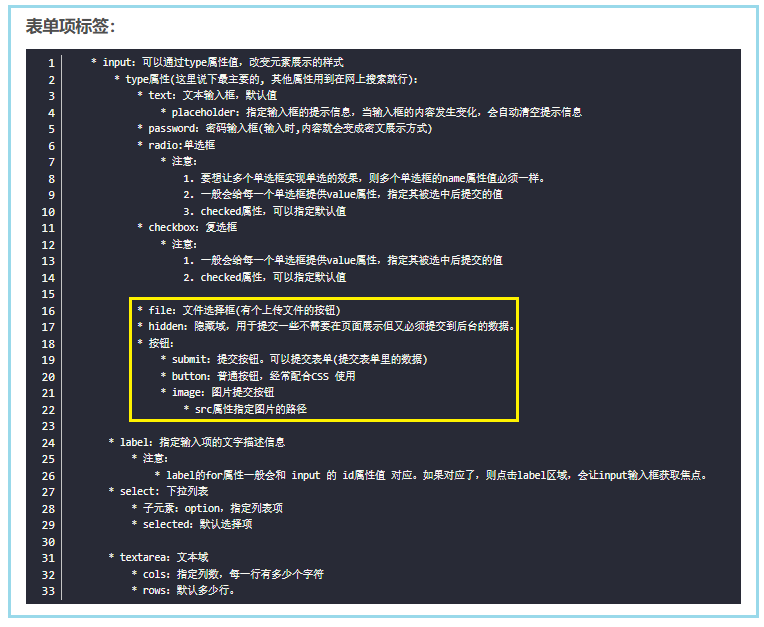 表单项标签：
1 * input：可以通过type属性值，改变元素展示的样式
2 * type属性(这里说下最主要的, 其他属性用到在网上搜索就行)：
3 * text：文本输入框，默认值
4 * placeholder：指定输入框的提示信息，当输入框的内容发生变化，会自动清空提示信息
5 * password：密码输入框(输入时,内容就会变成密文展示方式)
6 * radio:单选框
7 * 注意：
8 1. 要想让多个单选框实现单选的效果，则多个单选框的name属性值必须一样。
9 2. 一般会给每一个单选框提供value属性，指定其被选中后提交的值
10 3. checked属性，可以指定默认值
11 * checkbox：复选框
12 * 注意：
13 1. 一般会给每一个单选框提供value属性，指定其被选中后提交的值
14 2. checked属性，可以指定默认值
15
16 * file：文件选择框(有个上传文件的按钮)
17 * hidden：隐藏域，用于提交一些不需要在页面展示但又必须提交到后台的数据。
18 * 按钮：
19 * submit：提交按钮。可以提交表单(提交表单里的数据)
20 * button：普通按钮，经常配合CSS 使用
21 * image：图片提交按钮
22 * src属性指定图片的路径
23
24 * label：指定输入项的文字描述信息
25 * 注意：
26 * label的for属性一般会和 input 的 id属性值 对应。如果对应了，则点击label区域，会让input输入框获取焦点。
27 * select: 下拉列表
28 * 子元素：option，指定列表项
29 * selected：默认选择项
30
31 * textarea：文本域
32 * cols：指定列数，每一行有多少个字符
33 * rows：默认多少行。